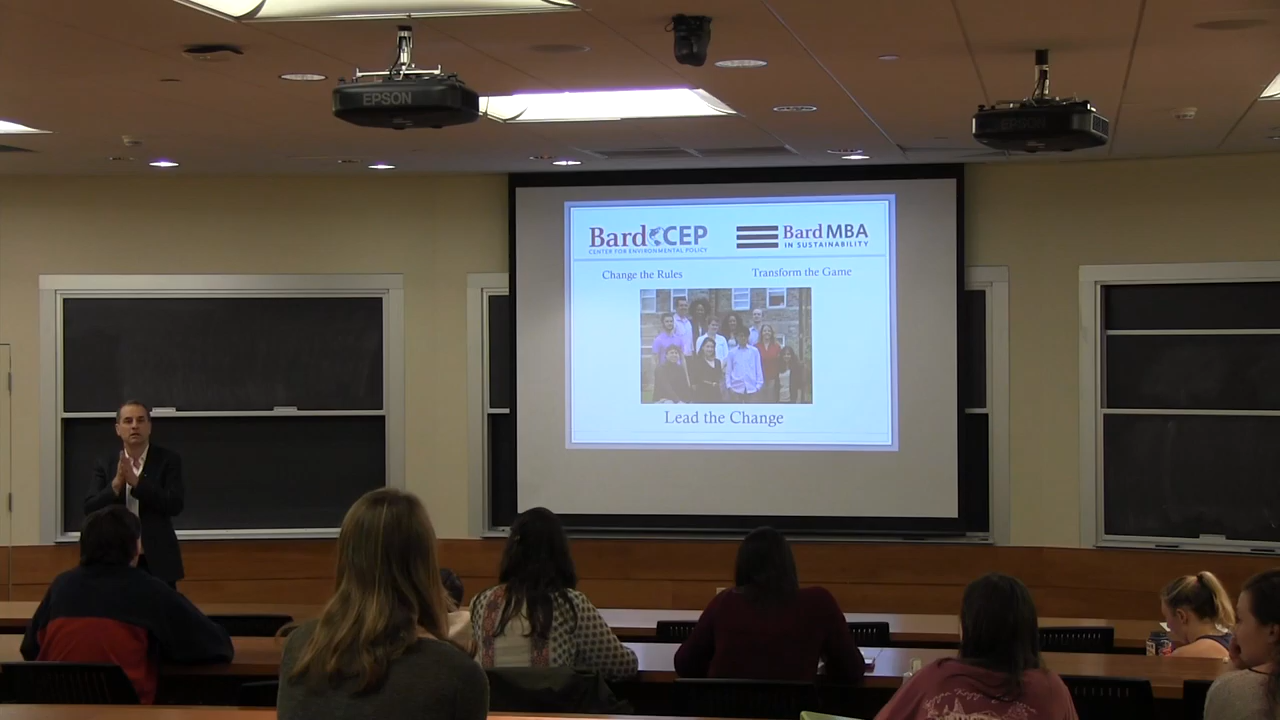 EPSON
EPSON
Bard CEP
CENTER FOR ENVIRONMENTAL POLICY
Bard MBA
IN SUSTAINABILITY
Change the Rules
Transform the Game
Lead the Change